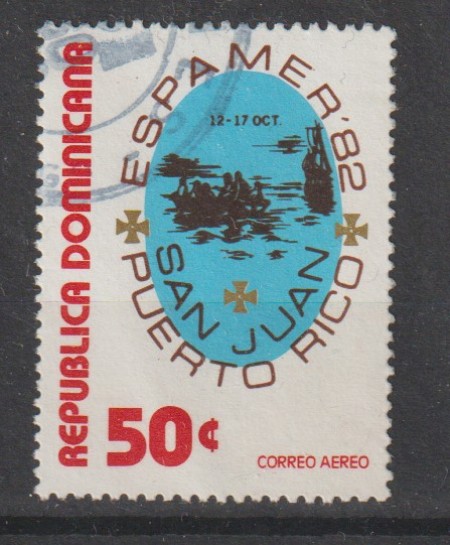 REPUBLICA DOMINICANA
ESPAMER'82
12-17 OCT.
SAN JUAN
PUERTO RICO
50¢
CORREO AEREO